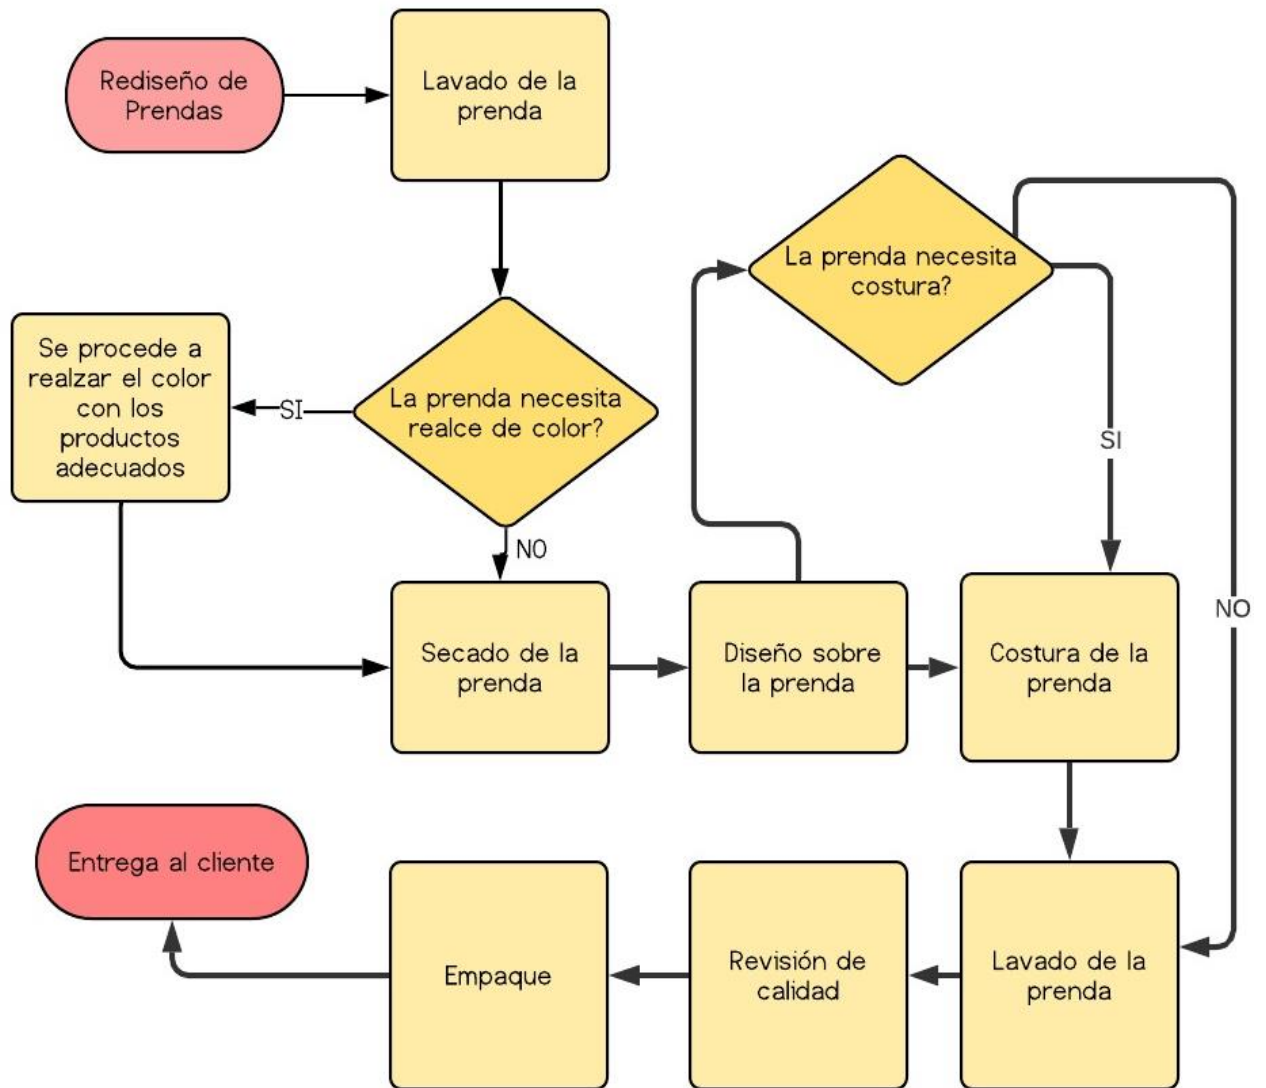 Rediseño de
Prendas
Lavado de la
prenda
La prenda necesita
costura?
Se procede a
realzar el color
con los
productos
adecuados
SI
La prenda necesita
realce de color?
SI
NO
NO
Secado de la
prenda
Diseño sobre
la prenda
Costura de la
prenda
Entrega al cliente
Empaque
Revisión de
calidad
Lavado de la
prenda